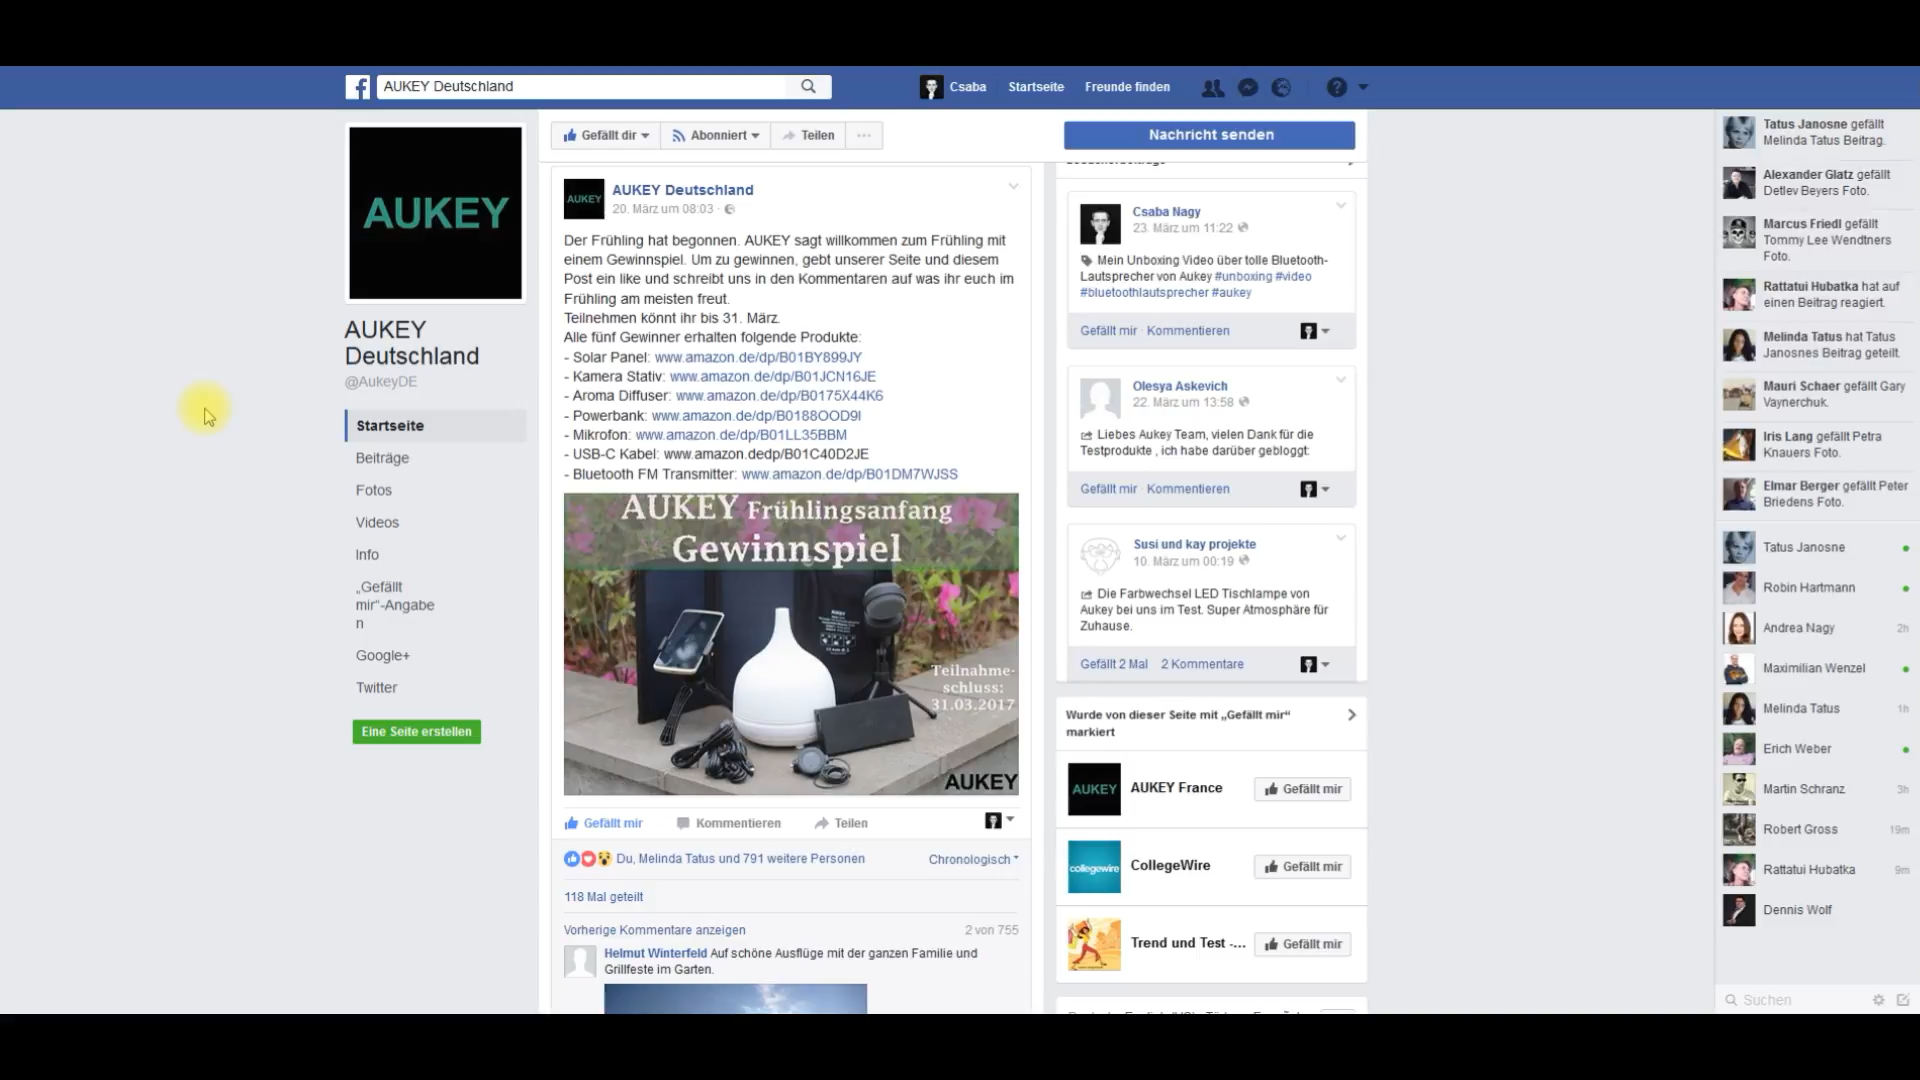 AUKEY Deutschland
Csaba
Startseite
Freunde finden
AUKEY
AUKEY
Deutschland
@AukeyDE
Startseite
Beiträge
Fotos
Videos
Info
„Gefällt
mir“-Angabe
n
Google+
Twitter
Eine Seite erstellen
Gefällt dir
Abonniert
Teilen
Nachricht senden
AUKEY
AUKEY Deutschland
20. März um 08:03 ·
Der Frühling hat begonnen. AUKEY sagt willkommen zum Frühling mit
einem Gewinnspiel. Um zu gewinnen, gebt unserer Seite und diesem
Post ein like und schreibt uns in den Kommentaren auf was ihr euch im
Frühling am meisten freut.
Teilnehmen könnt ihr bis 31. März.
Alle fünf Gewinner erhalten folgende Produkte:
- Solar Panel: www.amazon.de/dp/B01BY899JY
- Kamera Stativ: www.amazon.de/dp/B01JCN16JE
- Aroma Diffuser: www.amazon.de/dp/B0175X44K6
- Powerbank: www.amazon.de/dp/B0188OOD9I
- Mikrofon: www.amazon.de/dp/B01LL35BBM
- USB-C Kabel: www.amazon.dedp/B01C40D2JE
- Bluetooth FM Transmitter: www.amazon.de/dp/B01DM7WJSS
AUKEY Frühlingsanfang
Gewinnspiel
Teilnahme-
schluss:
31.03.2017
AUKEY
Gefällt mir
Kommentieren
Teilen
Du, Melinda Tatus und 791 weitere Personen
Chronologisch
118 Mal geteilt
Vorherige Kommentare anzeigen
2 von 755
Helmut Winterfeld Auf schöne Ausflüge mit der ganzen Familie und
Grillfeste im Garten.
Csaba Nagy
23. März um 11:22
Mein Unboxing Video über tolle Bluetooth-
Lautsprecher von Aukey #unboxing #video
#bluetoothlautsprecher #aukey
Gefällt mir · Kommentieren
Olesya Askevich
22. März um 13:58
Liebes Aukey Team, vielen Dank für die
Testprodukte , ich habe darüber gebloggt:
Gefällt mir · Kommentieren
Susi und kay projekte
10. März um 00:19
Die Farbwechsel LED Tischlampe von
Aukey bei uns im Test. Super Atmosphäre für
Zuhause.
Gefällt 2 Mal 2 Kommentare
Wurde von dieser Seite mit „Gefällt mir“
markiert
AUKEY
AUKEY France
Gefällt mir
collegewire
CollegeWire
Gefällt mir
Trend und Test -...
Gefällt mir
Tatus Janosne gefällt
Melinda Tatus Beitrag.
Alexander Glatz gefällt
Detlev Beyers Foto.
Marcus Friedl gefällt
Tommy Lee Wendtners
Foto.
Rattatui Hubatka hat auf
einen Beitrag reagiert.
Melinda Tatus hat Tatus
Janosnes Beitrag geteilt.
Mauri Schaer gefällt Gary
Vaynerchuk.
Iris Lang gefällt Petra
Knauers Foto.
Elmar Berger gefällt Peter
Briedens Foto.
Tatus Janosne
Robin Hartmann
Andrea Nagy 2h
Maximilian Wenzel
Melinda Tatus 1h
Erich Weber
Martin Schranz 3h
Robert Gross 19m
Rattatui Hubatka 9m
Dennis Wolf
Suchen